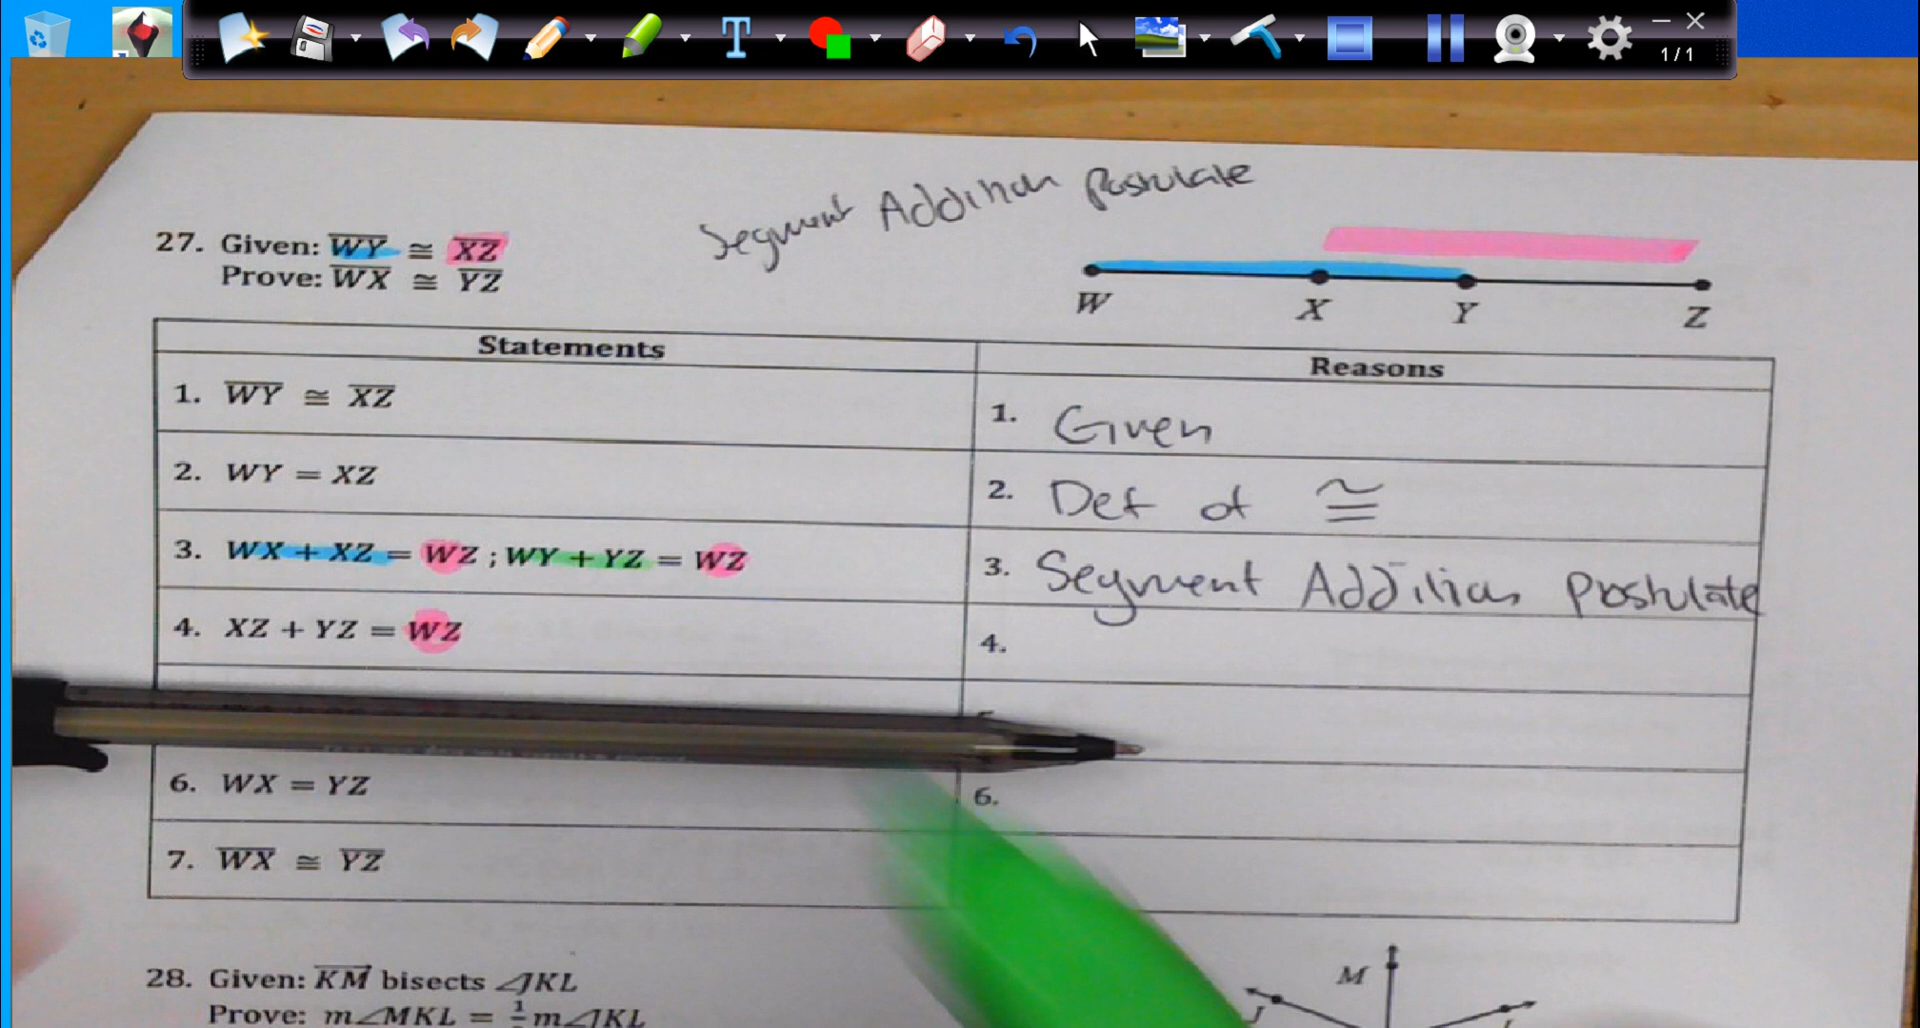 1/1
Segment Addition Postulate
27. Given: WY ≅ XZ
Prove: WX ≅ YZ
W X Y Z
Statements Reasons
1. WY ≅ XZ 1. Given
2. WY = XZ 2. Def of ≅
3. WX + XZ = WZ ; WY + YZ = WZ 3. Segment Addition Postulate
4. XZ + YZ = WZ 4.
6. WX = YZ 6.
7. WX ≅ YZ
28. Given: KM bisects ∠JKL
Prove: m∠MKL = m∠JKL
M
J